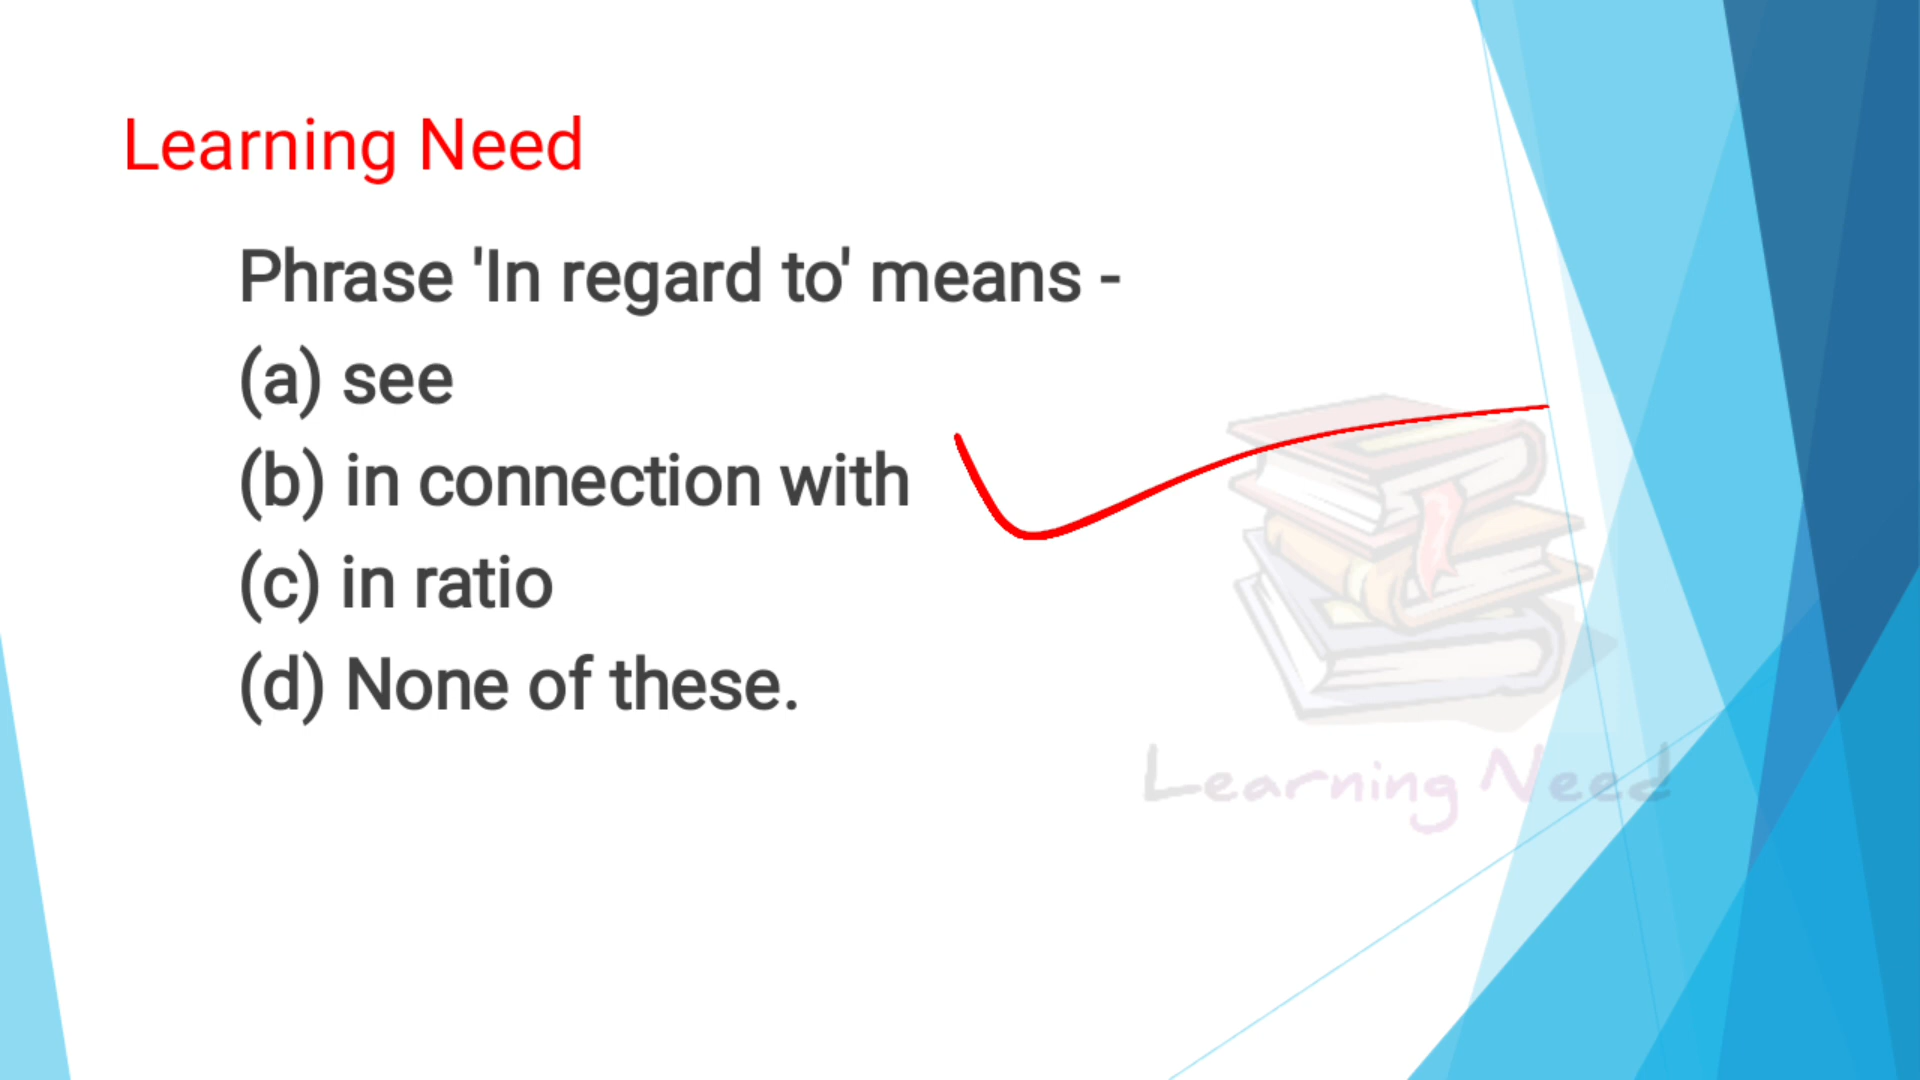 Learning Need
Phrase 'In regard to' means -
(a) see
(b) in connection with
(c) in ratio
(d) None of these.
Learning Need